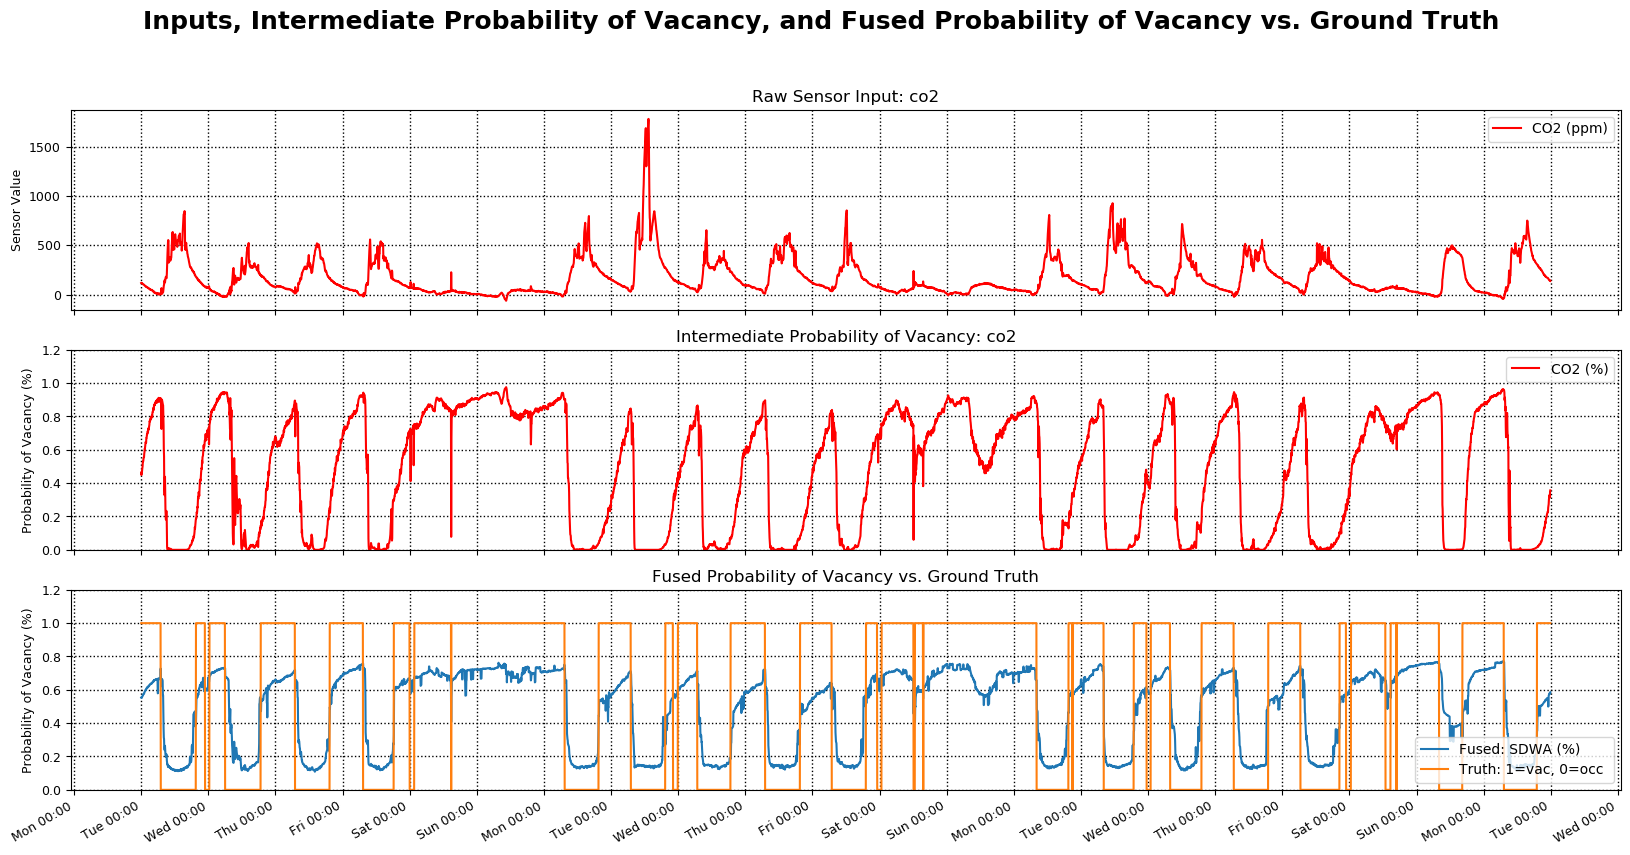 Inputs, Intermediate Probability of Vacancy, and Fused Probability of Vacancy vs. Ground Truth
Raw Sensor Input: co2
Sensor Value
1500
1000
500
0
CO2 (ppm)
Intermediate Probability of Vacancy: co2
Probability of Vacancy (%)
1.2
1.0
0.8
0.6
0.4
0.2
0.0
CO2 (%)
Fused Probability of Vacancy vs. Ground Truth
Probability of Vacancy (%)
1.2
1.0
0.8
0.6
0.4
0.2
0.0
Fused: SDWA (%)
Truth: 1=vac, 0=occ
Mon 00:00
Tue 00:00
Wed 00:00
Thu 00:00
Fri 00:00
Sat 00:00
Sun 00:00
Mon 00:00
Tue 00:00
Wed 00:00
Thu 00:00
Fri 00:00
Sat 00:00
Sun 00:00
Mon 00:00
Tue 00:00
Wed 00:00
Thu 00:00
Fri 00:00
Sat 00:00
Sun 00:00
Mon 00:00
Tue 00:00
Wed 00:00